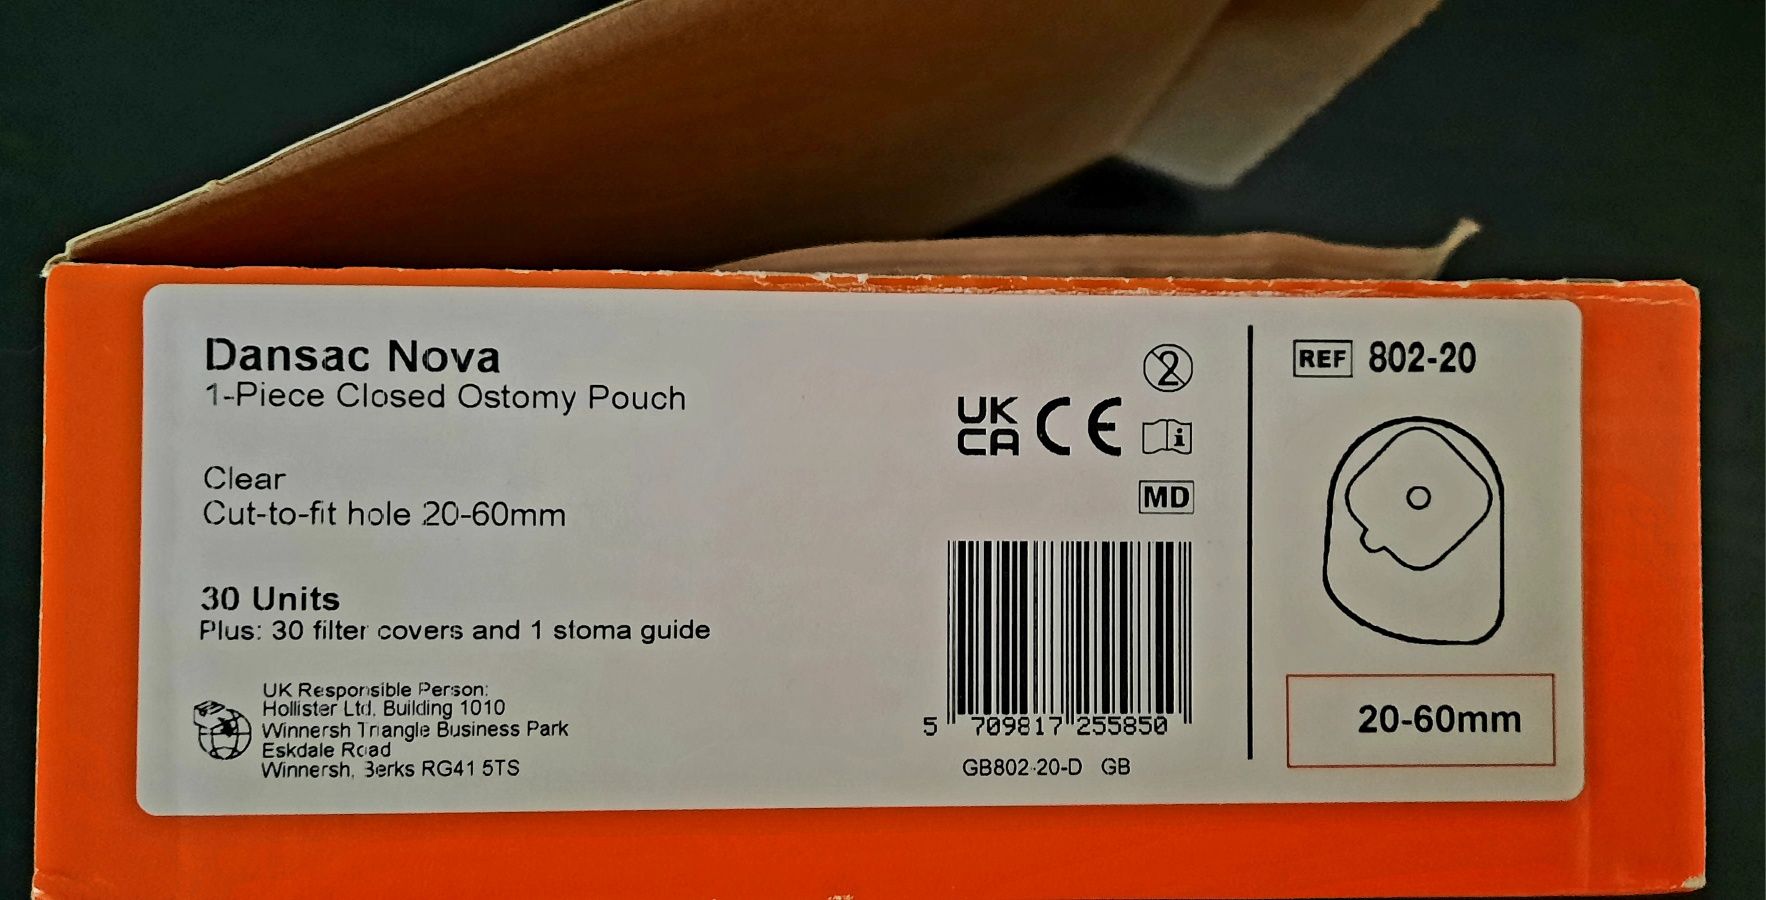 Dansac Nova
1-Piece Closed Ostomy Pouch
Clear
Cut-to-fit hole 20-60mm
30 Units
Plus: 30 filter covers and 1 stoma guide
UK Responsible Person:
Hollister Ltd. Building 1010
Winnersh Triangle Business Park
Eskdale Road
Winnersh, Berks RG41 5TS
2
UK
CA CE i
MD
5 709817 255850
GB802-20-D GB
REF 802-20
20-60mm